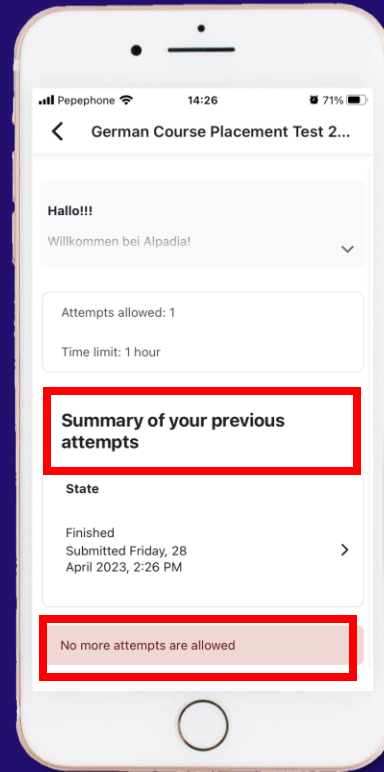 Pepephone 14:26 71%
German Course Placement Test 2...
Hallo!!!
Willkommen bei Alpadia!
Attempts allowed: 1
Time limit: 1 hour
Summary of your previous
attempts
State
Finished
Submitted Friday, 28
April 2023, 2:26 PM
No more attempts are allowed